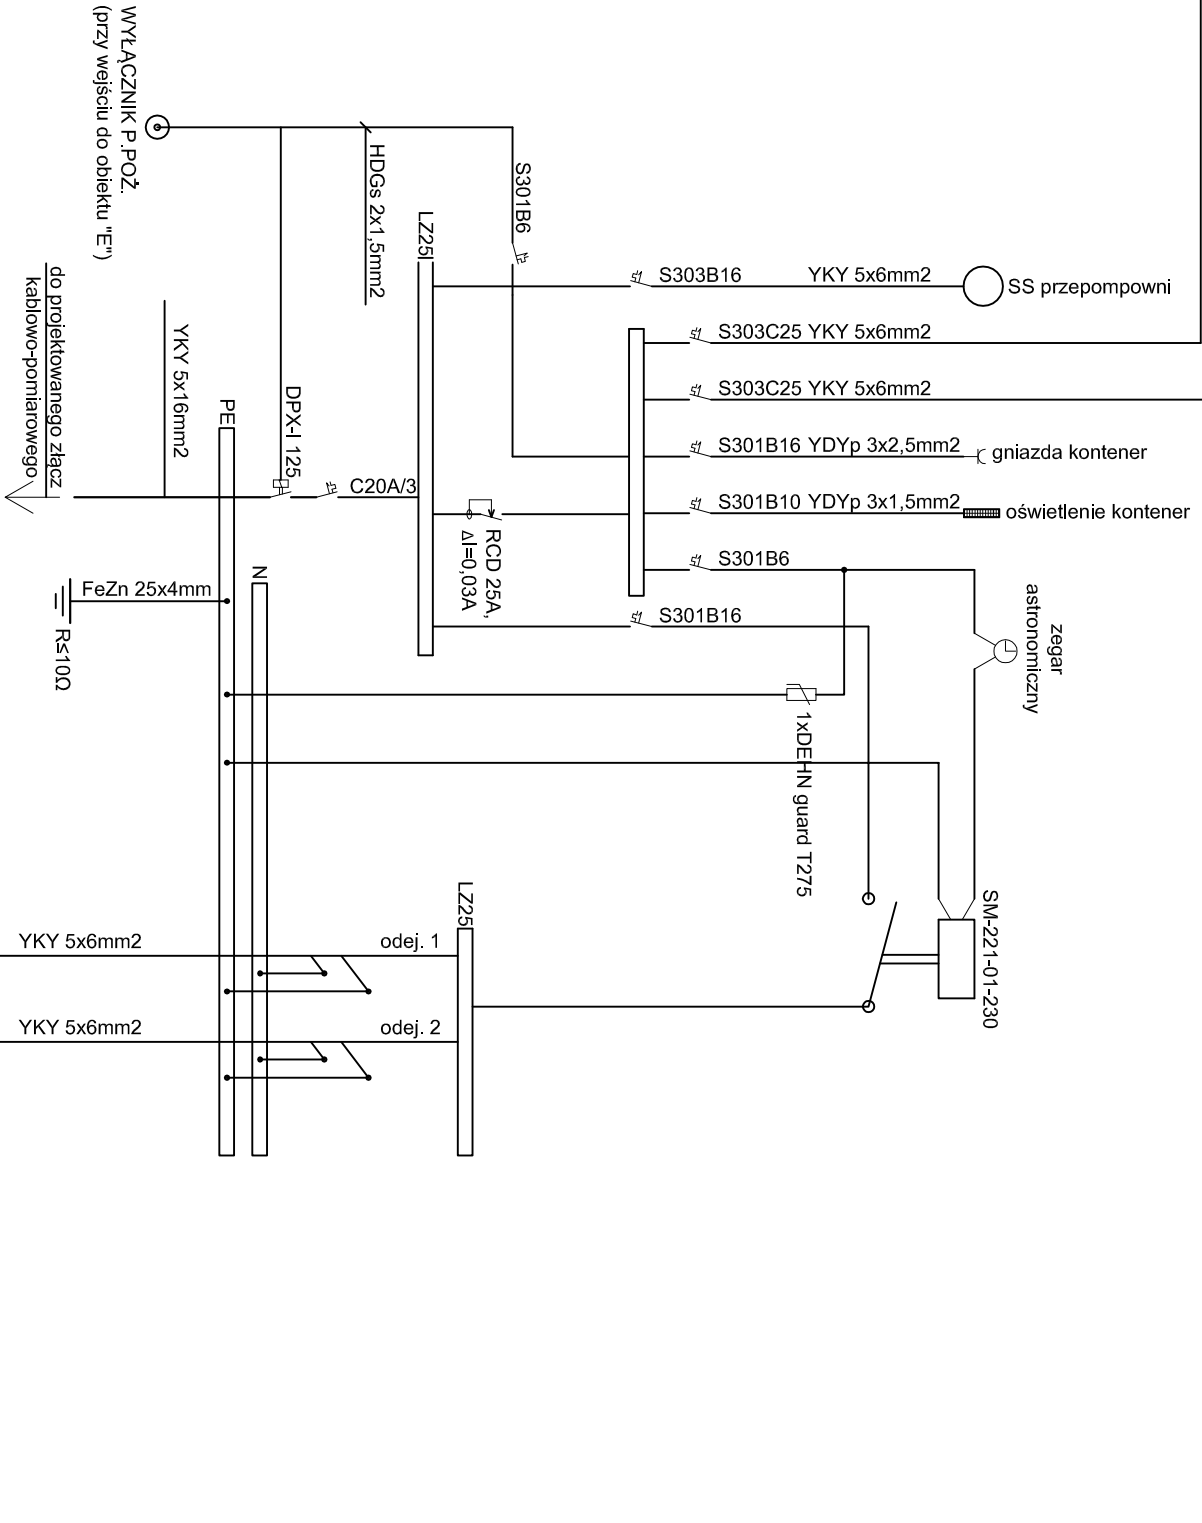 WYŁĄCZNIK P.POŻ.
(przy wejściu do obiektu "E")
HDGs 2x1,5mm2
S301B6
LZ25
S303B16 YKY 5x6mm2
SS przepompowni
S303C25 YKY 5x6mm2
S303C25 YKY 5x6mm2
S301B16 YDYp 3x2,5mm2
gniazda kontener
S301B10 YDYp 3x1,5mm2
oświetlenie kontener
S301B6
S301B16
zegar
astronomiczny
do projektowanego złącz
kablowo-pomiarowego
YKY 5x16mm2
PE
DPX-I 125
C20A/3
RCD 25A,
ΔI=0,03A
N
FeZn 25x4mm
R≤10Ω
1xDEHN guard T275
SM-221-01-230
LZ25
YKY 5x6mm2
odej. 1
YKY 5x6mm2
odej. 2